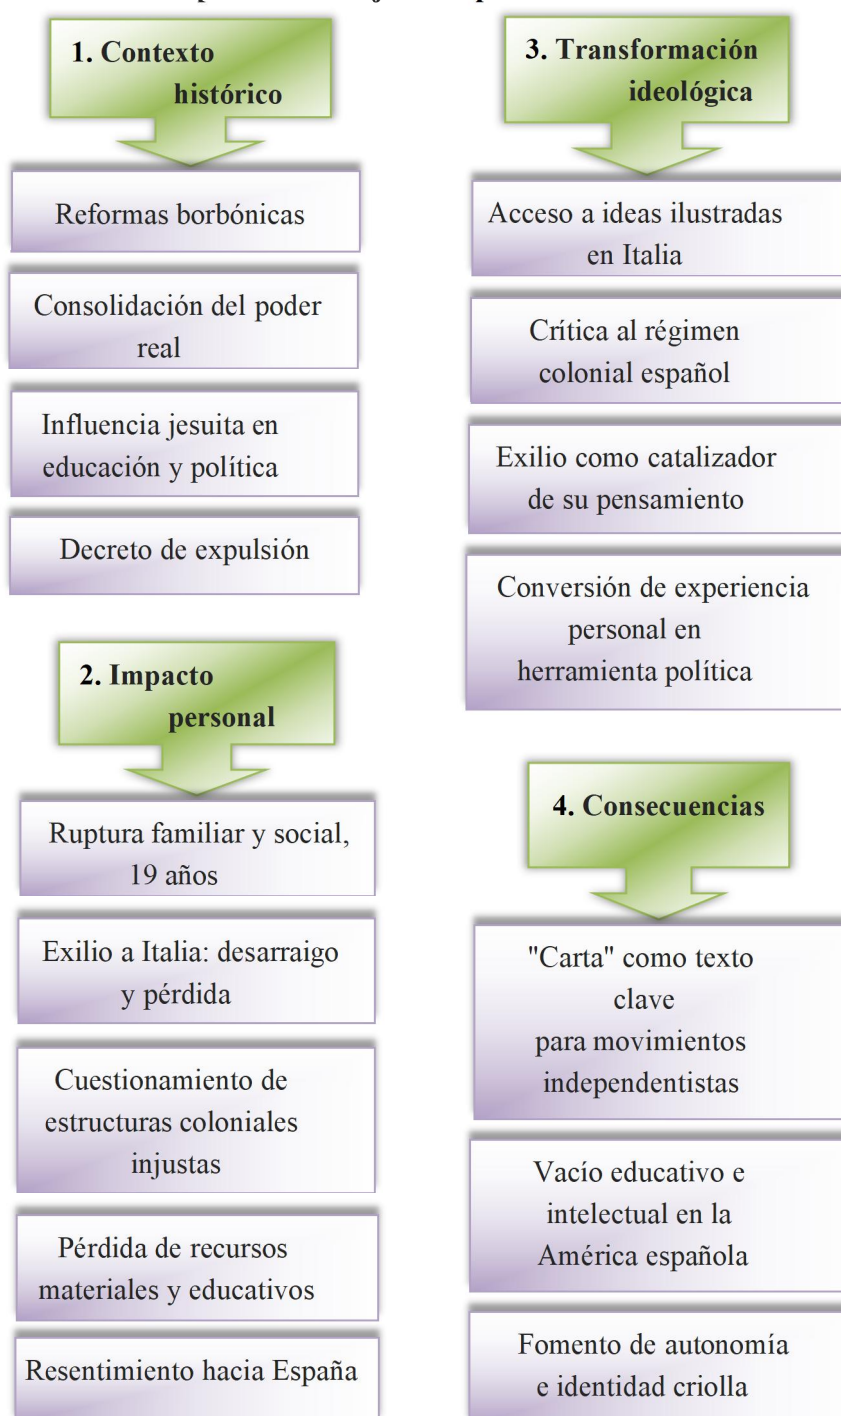 1. Contexto
histórico
Reformas borbónicas
Consolidación del poder
real
Influencia jesuita en
educación y política
Decreto de expulsión
2. Impacto
personal
Ruptura familiar y social,
19 años
Exilio a Italia: desarraigo
y pérdida
Cuestionamiento de
estructuras coloniales
injustas
Pérdida de recursos
materiales y educativos
Resentimiento hacia España
3. Transformación
ideológica
Acceso a ideas ilustradas
en Italia
Crítica al régimen
colonial español
Exilio como catalizador
de su pensamiento
Conversión de experiencia
personal en
herramienta política
4. Consecuencias
"Carta" como texto
clave
para movimientos
independentistas
Vacío educativo e
intelectual en la
América española
Fomento de autonomía
e identidad criolla